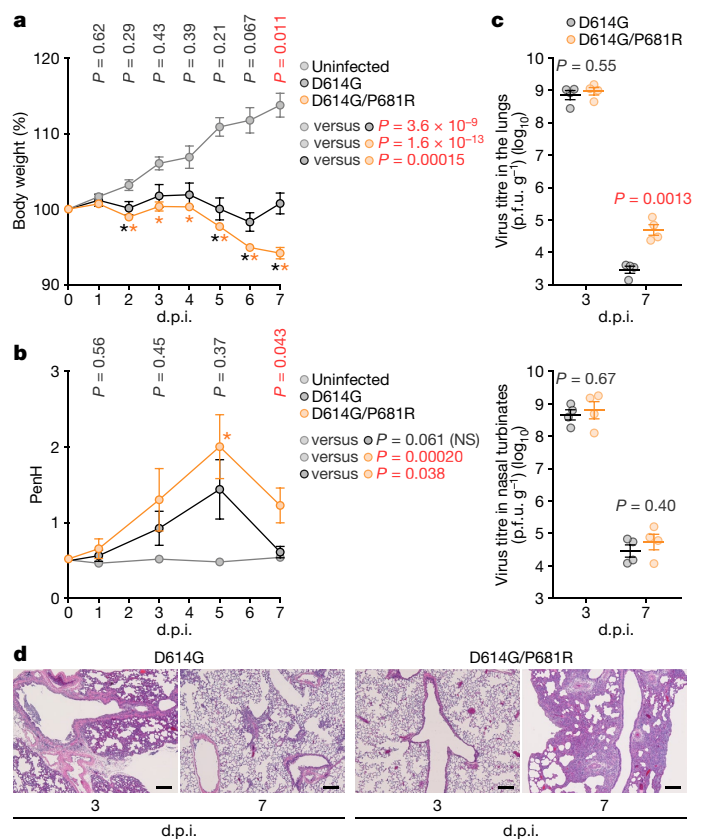 a
P = 0.62
P = 0.29
P = 0.43
P = 0.39
P = 0.21
P = 0.067
P = 0.011
120
110
100
90
Body weight (%)
0 1 2 3 4 5 6 7
d.p.i.
* * * * * * * * * *
Uninfected
D614G
D614G/P681R
versus P = 3.6 × 10⁻⁹
versus P = 1.6 × 10⁻¹³
versus P = 0.00015
b
P = 0.56
P = 0.45
P = 0.37
P = 0.043
3
2
1
0
PenH
*
0 1 2 3 4 5 6 7
d.p.i.
Uninfected
D614G
D614G/P681R
versus P = 0.061 (NS)
versus P = 0.00020
versus P = 0.038
c
D614G
D614G/P681R
P = 0.55
P = 0.0013
10
9
8
7
6
5
4
3
Virus titre in the lungs
(p.f.u. g⁻¹) (log₁₀)
3 7
d.p.i.
P = 0.67
P = 0.40
10
9
8
7
6
5
4
3
Virus titre in nasal turbinates
(p.f.u. g⁻¹) (log₁₀)
3 7
d.p.i.
d
D614G
D614G/P681R
3 7 3 7
d.p.i. d.p.i.